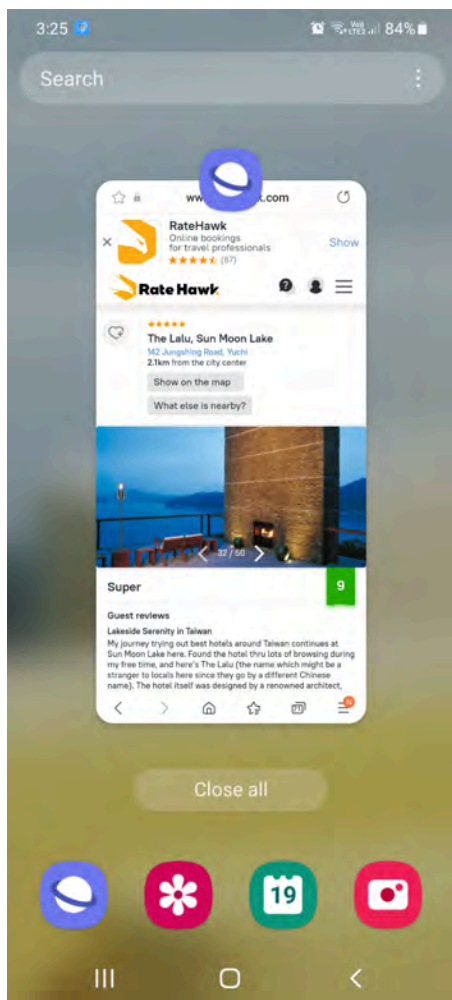 3:25
84%
Search
www
k.com
RateHawk
Online bookings
for travel professionals
(67)
Show
Rate Hawk
The Lalu, Sun Moon Lake
142 Jungshing Road, Yuchi
2.1km from the city center
Show on the map
What else is nearby?
32 / 50
Super
9
Guest reviews
Lakeside Serenity in Taiwan
My journey trying out best hotels around Taiwan continues at
Sun Moon Lake here. Found the hotel thru lots of browsing during
my free time, and here's The Lalu (the name which might be a
stranger to locals here since they go by a different Chinese
name). The hotel itself was designed by a renowned architect,
Close all
19